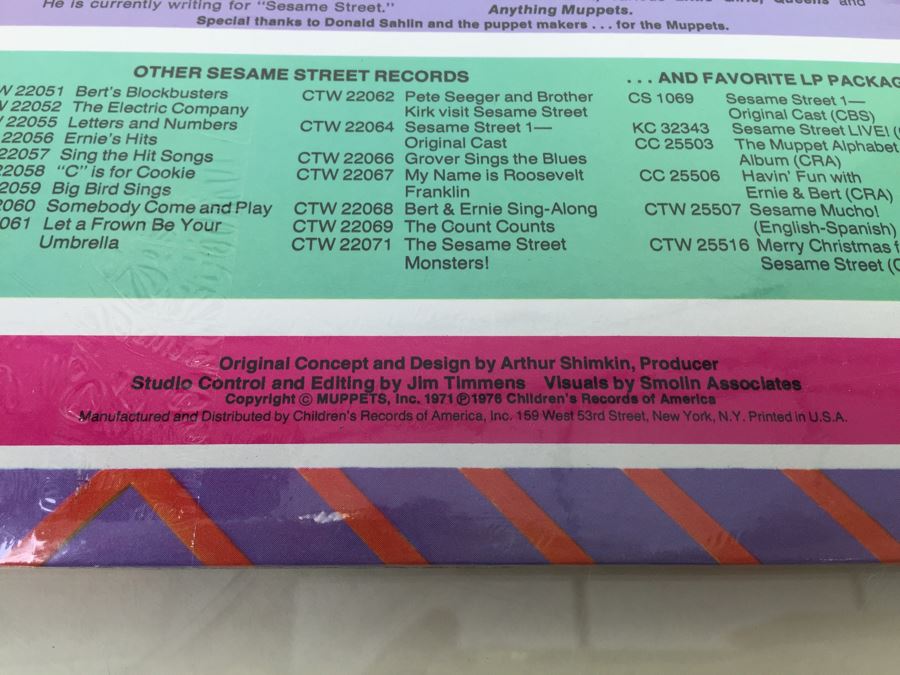 He is currently writing for "Sesame Street."
Anything Muppets.
Special thanks to Donald Sahlin and the puppet makers . . . for the Muppets.
OTHER SESAME STREET RECORDS
W 22051 Bert's Blockbusters
W 22052 The Electric Company
W 22055 Letters and Numbers
22056 Ernie's Hits
22057 Sing the Hit Songs
22058 "C" is for Cookie
2059 Big Bird Sings
2060 Somebody Come and Play
061 Let a Frown Be Your
Umbrella
CTW 22062 Pete Seeger and Brother
Kirk visit Sesame Street
CTW 22064 Sesame Street 1—
Original Cast
CTW 22066 Grover Sings the Blues
CTW 22067 My Name is Roosevelt
Franklin
CTW 22068 Bert & Ernie Sing-Along
CTW 22069 The Count Counts
CTW 22071 The Sesame Street
Monsters!
. . . AND FAVORITE LP PACKAG
CS 1069 Sesame Street 1—
Original Cast (CBS)
KC 32343 Sesame Street LIVE! (
CC 25503 The Muppet Alphabet
Album (CRA)
CC 25506 Havin' Fun with
Ernie & Bert (CRA)
CTW 25507 Sesame Mucho!
(English-Spanish)
CTW 25516 Merry Christmas f
Sesame Street (C
Original Concept and Design by Arthur Shimkin, Producer
Studio Control and Editing by Jim Timmens Visuals by Smolin Associates
Copyright © MUPPETS, Inc. 1971 ℗ 1976 Children's Records of America
Manufactured and Distributed by Children's Records of America, Inc. 159 West 53rd Street, New York, N.Y. Printed in U.S.A.